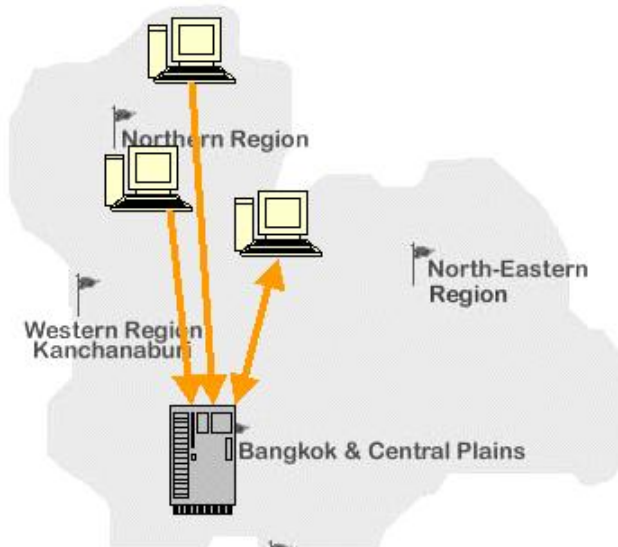 Northern Region
North-Eastern
Region
Western Region
Kanchanaburi
Bangkok & Central Plains